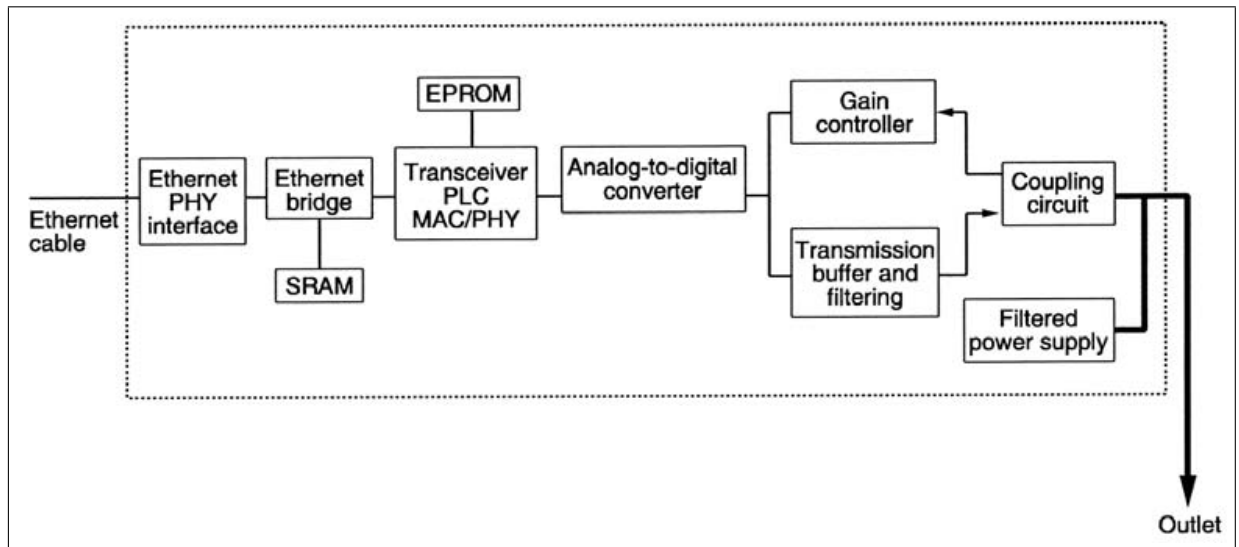 Ethernet
cable
Ethernet
PHY
interface
Ethernet
bridge
SRAM
EPROM
Transceiver
PLC
MAC/PHY
Analog-to-digital
converter
Gain
controller
Transmission
buffer and
filtering
Coupling
circuit
Filtered
power supply
Outlet